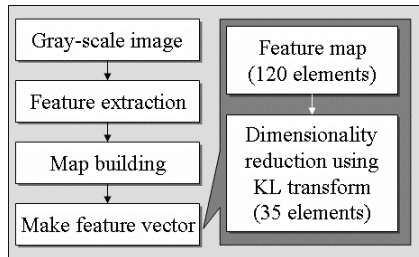 Gray-scale image
Feature extraction
Map building
Make feature vector
Feature map
(120 elements)
Dimensionality
reduction using
KL transform
(35 elements)